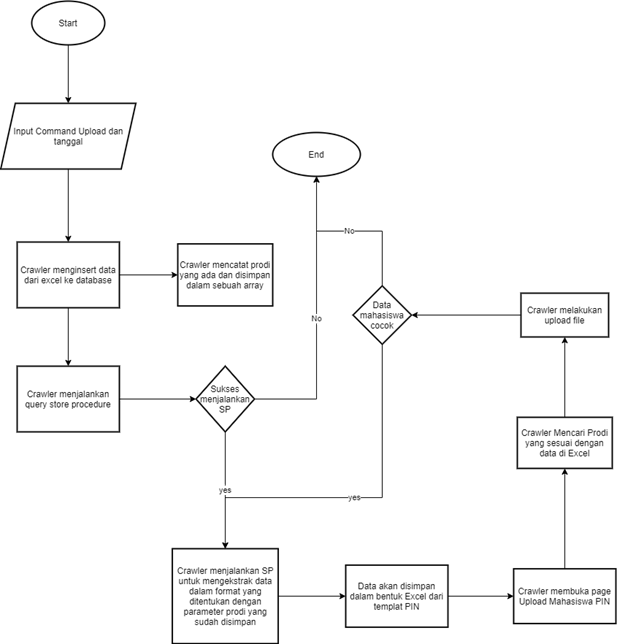 Start
Input Command Upload dan
tanggal
End
No
Crawler menginsert data
dari excel ke database
Crawler mencatat prodi
yang ada dan disimpan
dalam sebuah array
Data
mahasiswa
cocok
Crawler melakukan
upload file
No
Crawler menjalankan
query store procedure
Sukses
menjalankan
SP
Crawler Mencari Prodi
yang sesuai dengan
data di Excel
yes
yes
Crawler menjalankan SP
untuk mengekstrak data
dalam format yang
ditentukan dengan
parameter prodi yang
sudah disimpan
Data akan disimpan
dalam bentuk Excel dari
templat PIN
Crawler membuka page
Upload Mahasiswa PIN